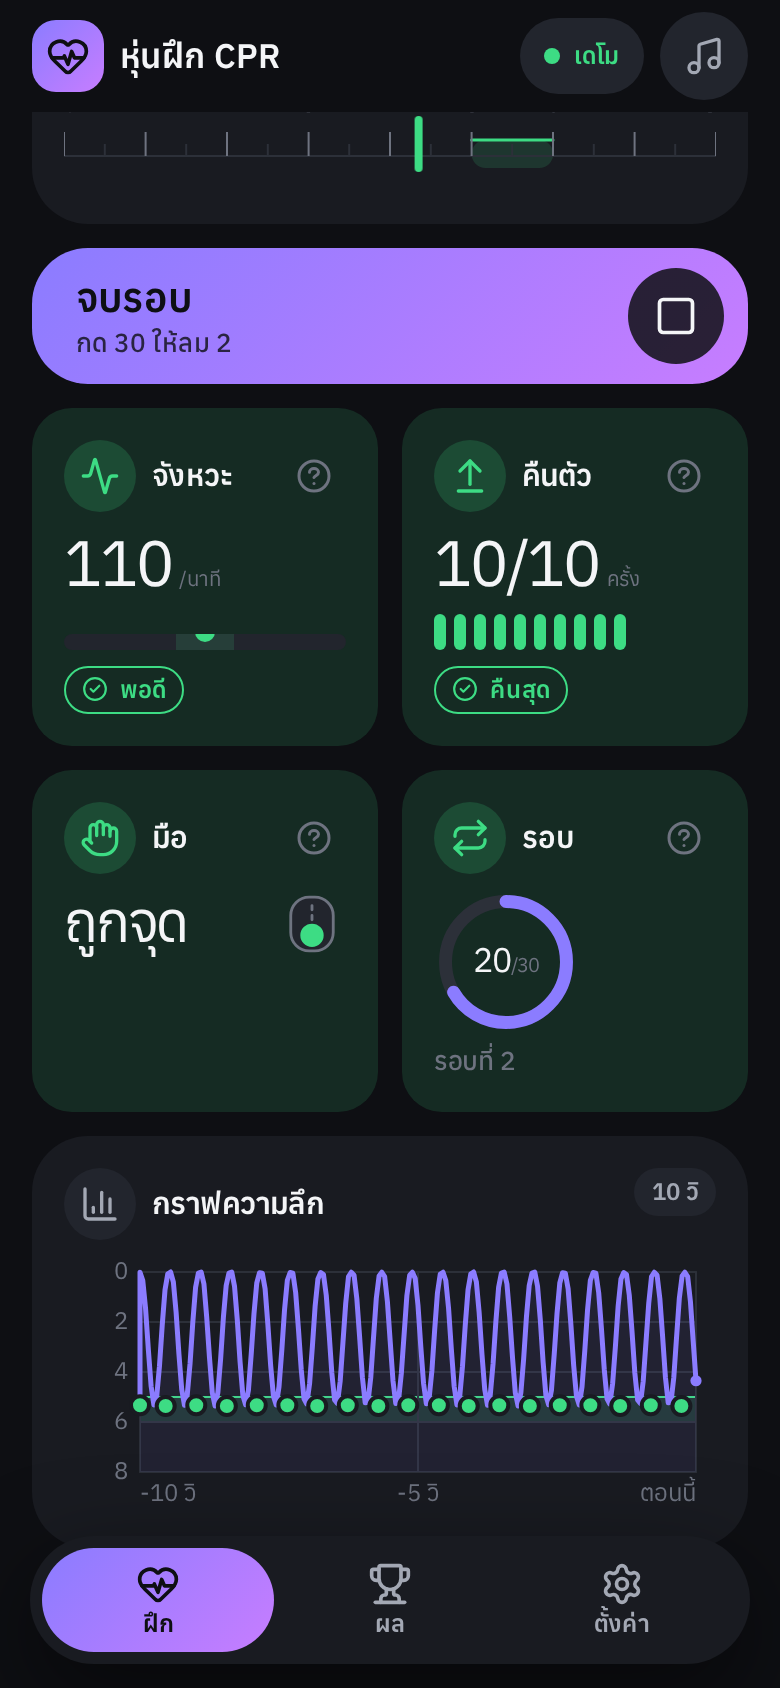 หุ่นฝึก CPR
เดโม
จบรอบ
กด 30 ให้ลม 2
จังหวะ
110 /นาที
พอดี
คืนตัว
10/10 ครั้ง
คืนสุด
มือ
ถูกจุด
รอบ
20/30
รอบที่ 2
กราฟความลึก
10 วิ
0
2
4
6
8
-10 วิ
-5 วิ
ตอนนี้
ฝึก
ผล
ตั้งค่า